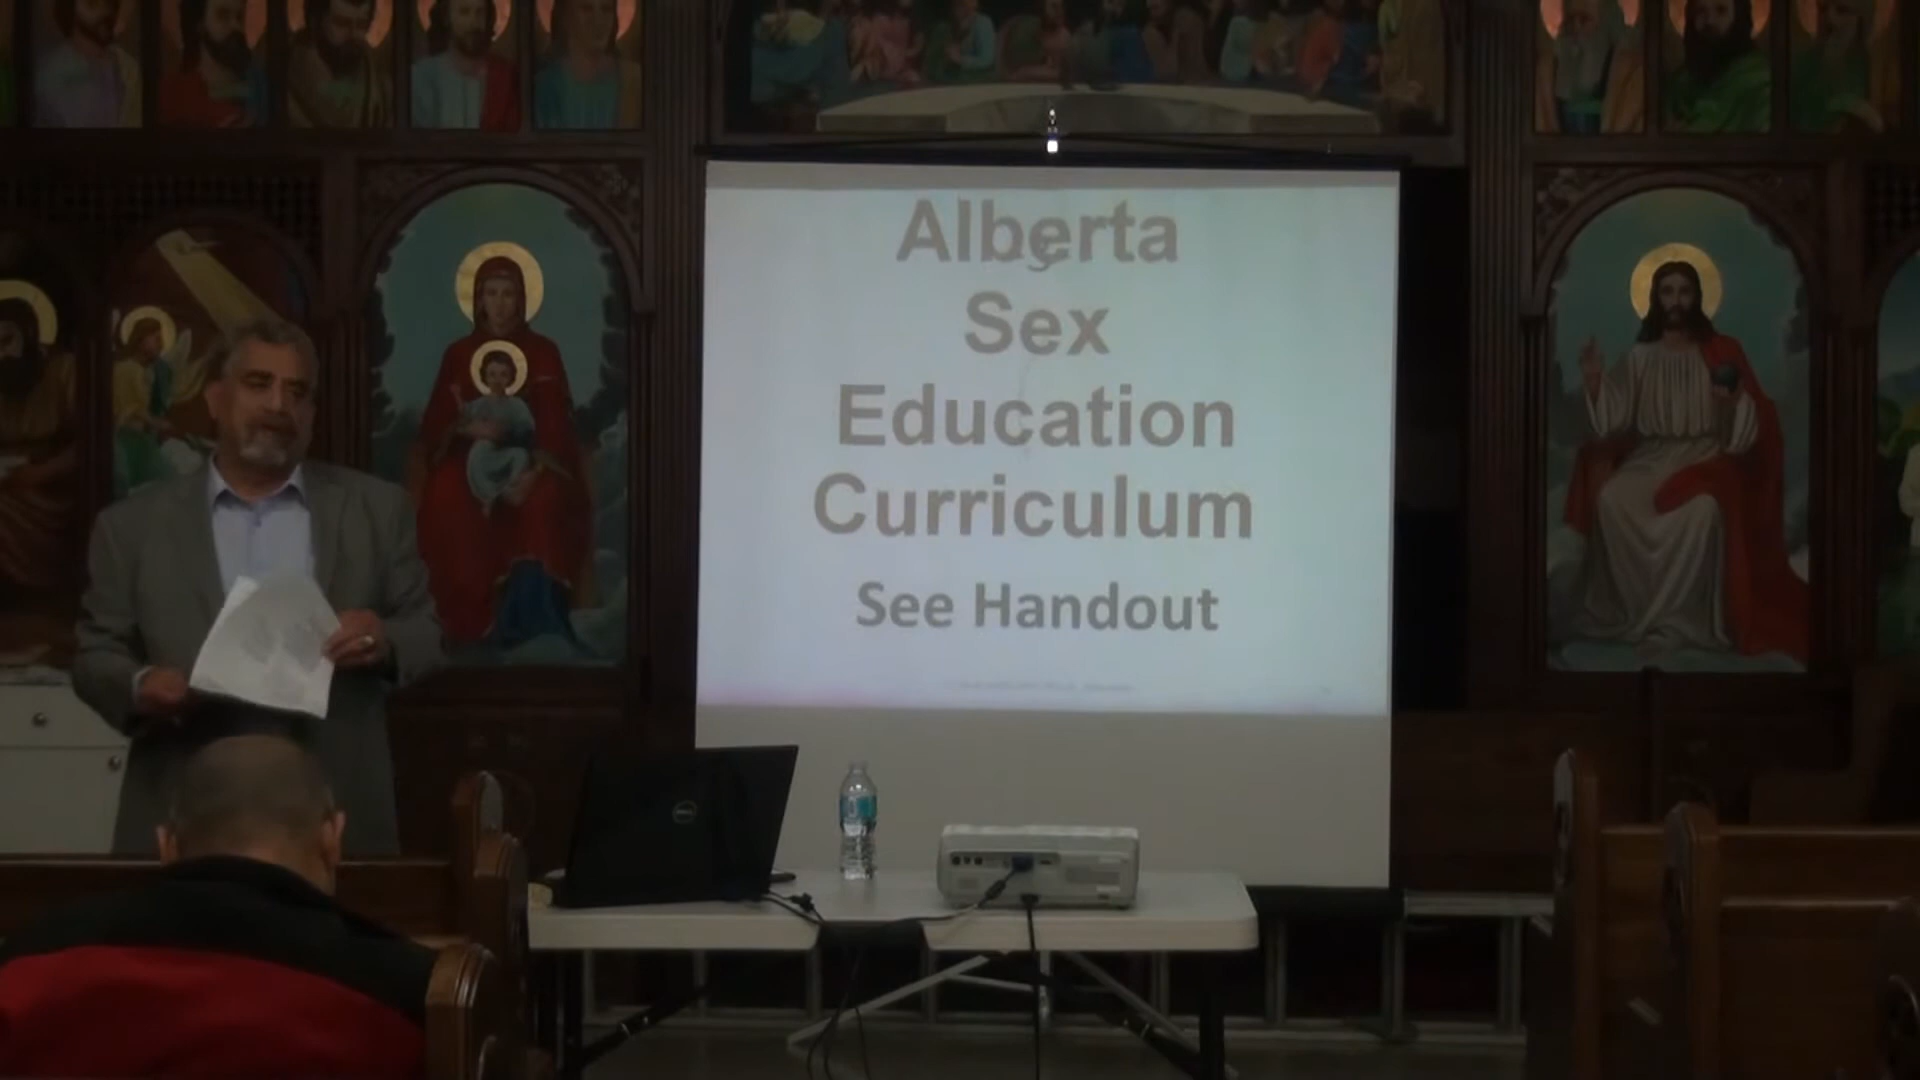 Alberta
Sex
Education
Curriculum
See Handout